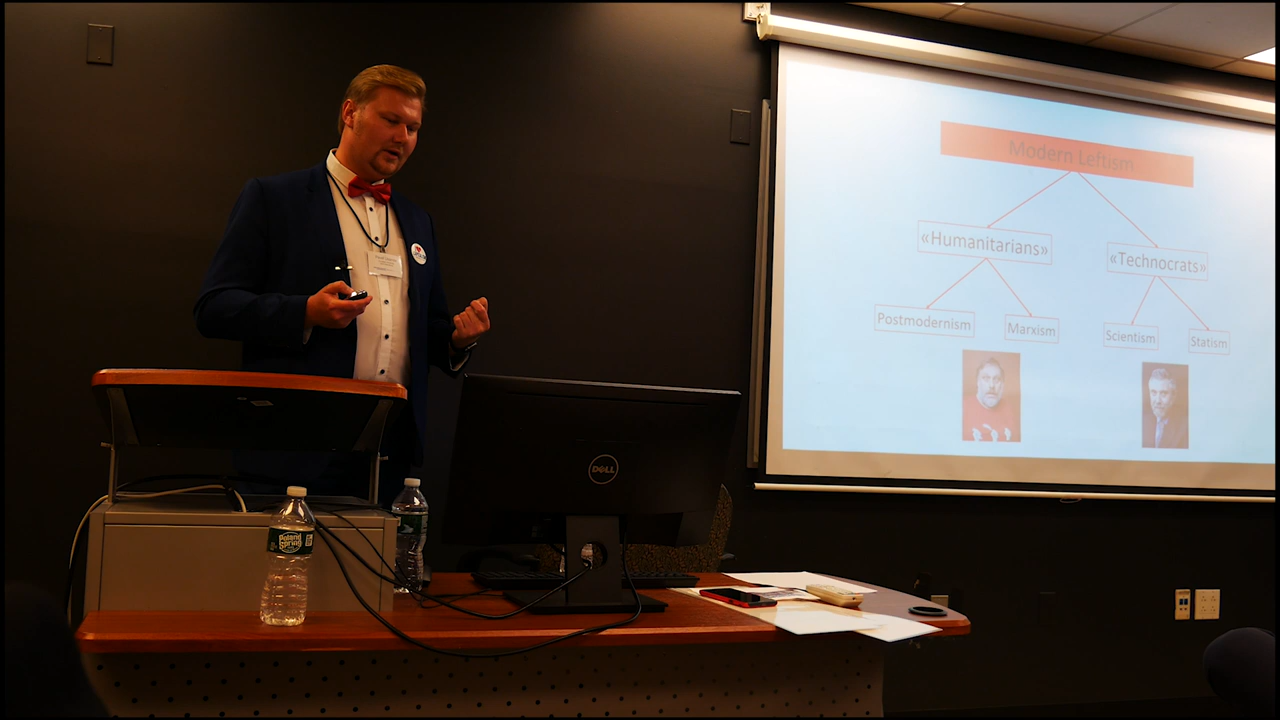 Modern Leftism
«Humanitarians»
«Technocrats»
Postmodernism
Marxism
Scientism
Statism
DELL
Poland
Spring